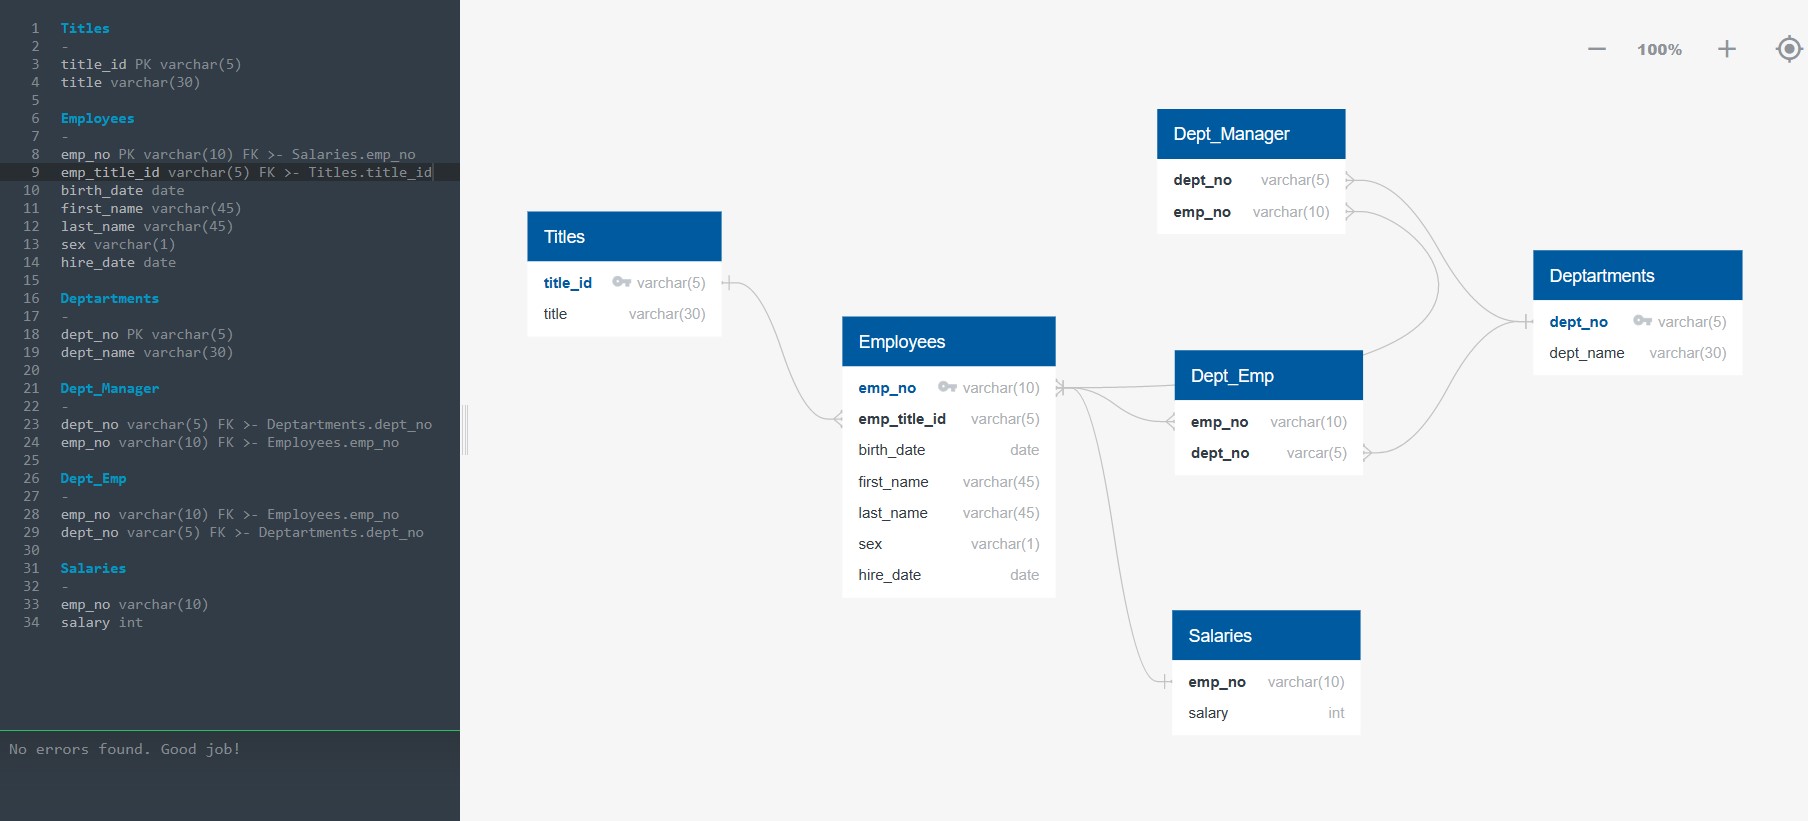 1 Titles
2 -
3 title_id PK varchar(5)
4 title varchar(30)
5
6 Employees
7 -
8 emp_no PK varchar(10) FK >- Salaries.emp_no
9 emp_title_id varchar(5) FK >- Titles.title_id
10 birth_date date
11 first_name varchar(45)
12 last_name varchar(45)
13 sex varchar(1)
14 hire_date date
15
16 Deptartments
17 -
18 dept_no PK varchar(5)
19 dept_name varchar(30)
20
21 Dept_Manager
22 -
23 dept_no varchar(5) FK >- Deptartments.dept_no
24 emp_no varchar(10) FK >- Employees.emp_no
25
26 Dept_Emp
27 -
28 emp_no varchar(10) FK >- Employees.emp_no
29 dept_no varcar(5) FK >- Deptartments.dept_no
30
31 Salaries
32 -
33 emp_no varchar(10)
34 salary int
No errors found. Good job!
100%
Titles
title_id varchar(5)
title varchar(30)
Employees
emp_no varchar(10)
emp_title_id varchar(5)
birth_date date
first_name varchar(45)
last_name varchar(45)
sex varchar(1)
hire_date date
Dept_Manager
dept_no varchar(5)
emp_no varchar(10)
Dept_Emp
emp_no varchar(10)
dept_no varcar(5)
Deptartments
dept_no varchar(5)
dept_name varchar(30)
Salaries
emp_no varchar(10)
salary int